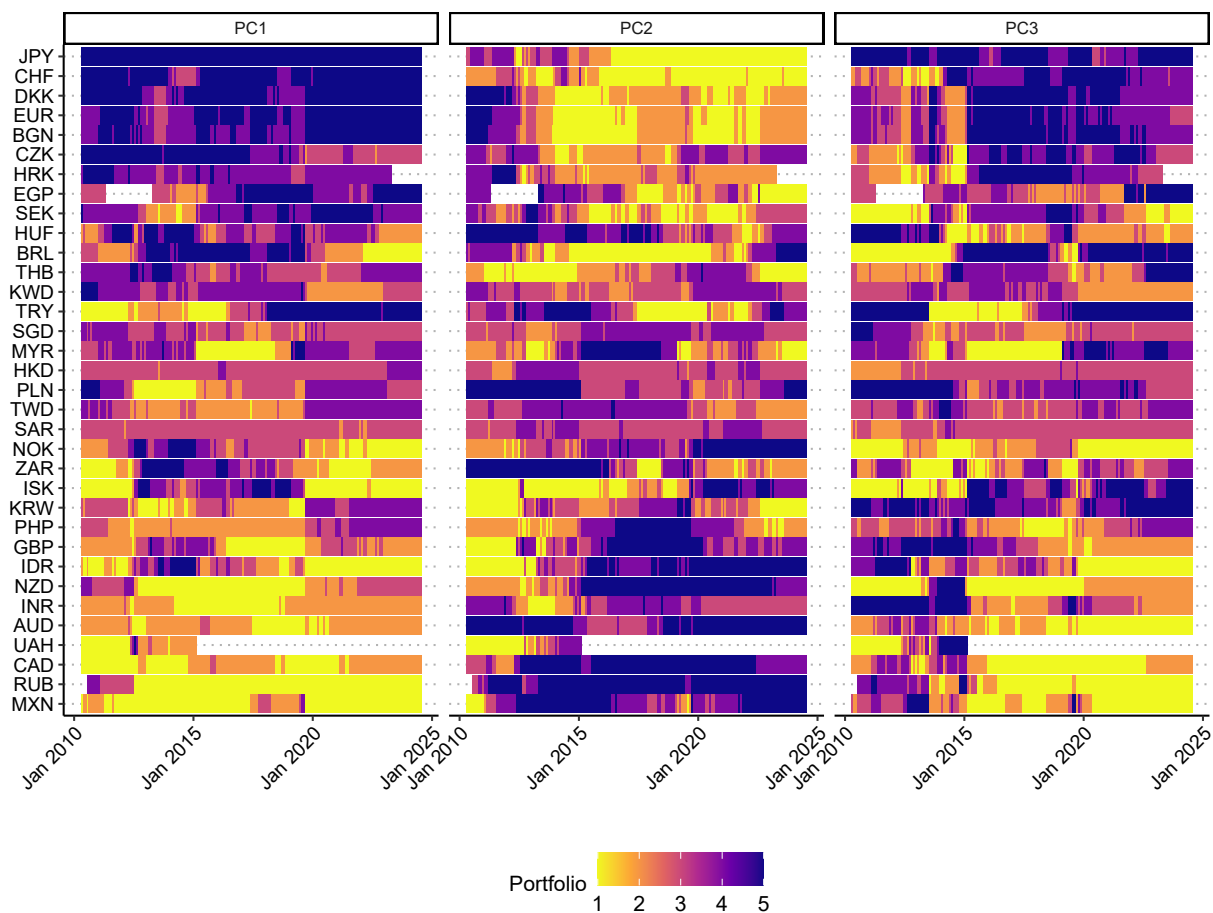 PC1 PC2 PC3
JPY
CHF
DKK
EUR
BGN
CZK
HRK
EGP
SEK
HUF
BRL
THB
KWD
TRY
SGD
MYR
HKD
PLN
TWD
SAR
NOK
ZAR
ISK
KRW
PHP
GBP
IDR
NZD
INR
AUD
UAH
CAD
RUB
MXN
Jan 2010 Jan 2015 Jan 2020 Jan 2025 Jan 2010 Jan 2015 Jan 2020 Jan 2025 Jan 2010 Jan 2015 Jan 2020 Jan 2025
Portfolio
1 2 3 4 5